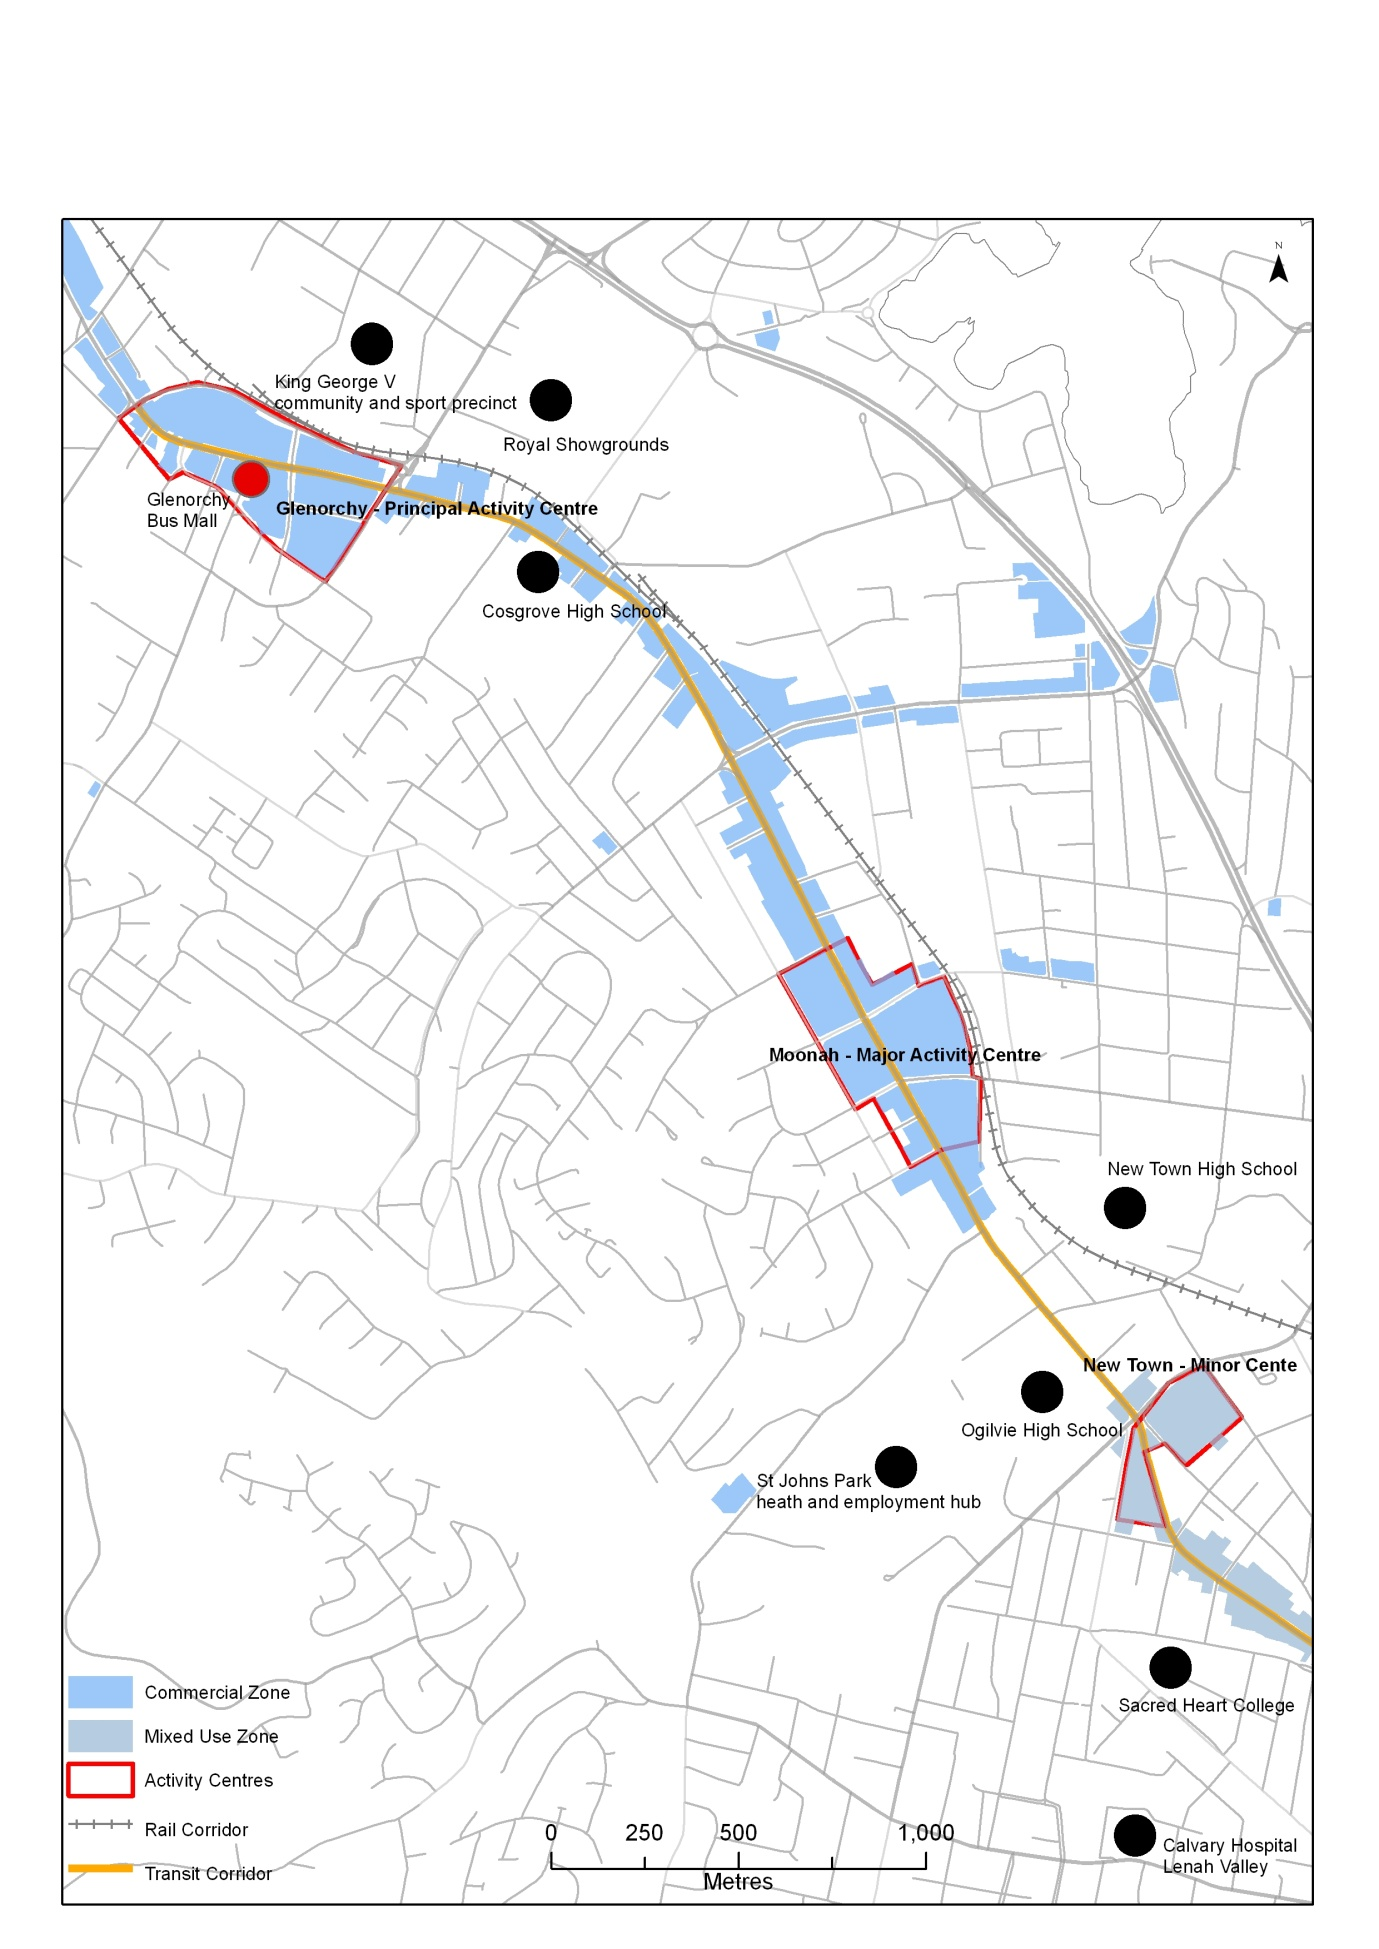 N
King George V
community and sport precinct
Royal Showgrounds
Glenorchy
Bus Mall
Glenorchy - Principal Activity Centre
Cosgrove High School
Moonah - Major Activity Centre
New Town High School
New Town - Minor Cente
Ogilvie High School
St Johns Park
heath and employment hub
Sacred Heart College
Calvary Hospital
Lenah Valley
Commercial Zone
Mixed Use Zone
Activity Centres
Rail Corridor
Transit Corridor
0 250 500 1,000
Metres